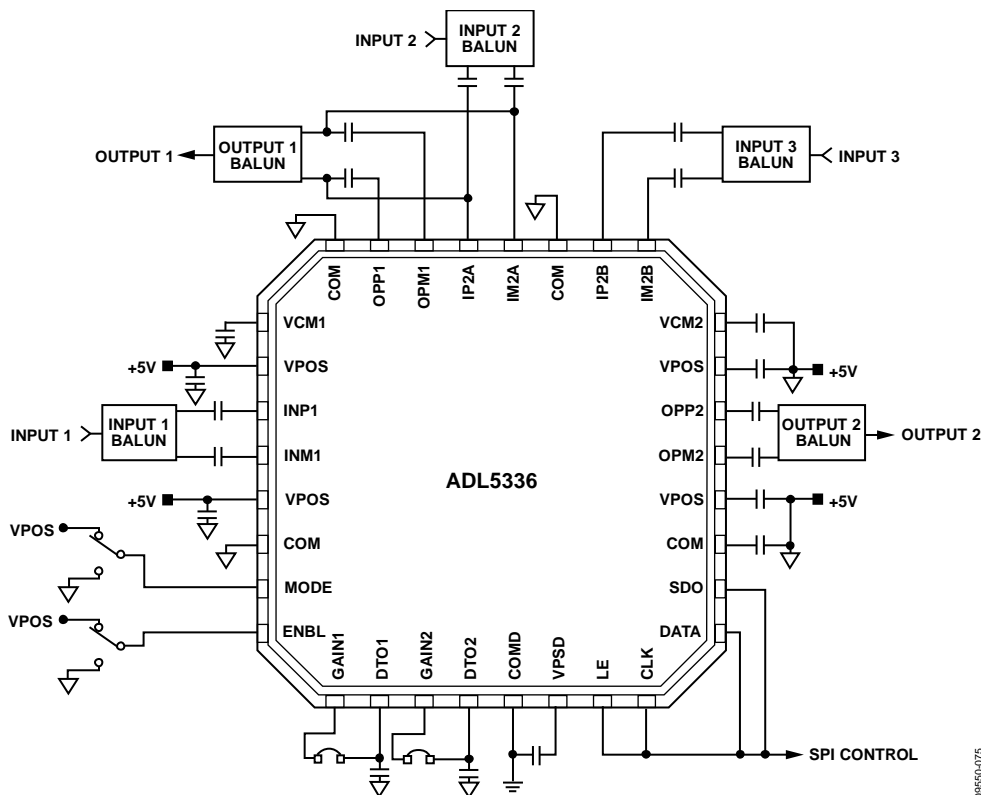 INPUT 2
INPUT 2
BALUN
OUTPUT 1
OUTPUT 1
BALUN
INPUT 3
BALUN
INPUT 3
COM
OPP1
OPM1
IP2A
IM2A
COM
IP2B
IM2B
VCM1
VCM2
+5V
VPOS
VPOS
+5V
INPUT 1
INPUT 1
BALUN
INP1
INM1
OPP2
OPM2
OUTPUT 2
BALUN
OUTPUT 2
ADL5336
+5V
VPOS
VPOS
+5V
VPOS
COM
COM
MODE
SDO
VPOS
ENBL
DATA
GAIN1
DTO1
GAIN2
DTO2
COMD
VPSD
LE
CLK
SPI CONTROL
09550-075